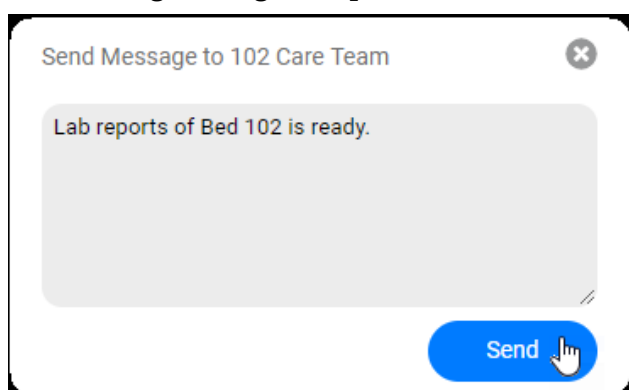 Send Message to 102 Care Team
Lab reports of Bed 102 is ready.
Send